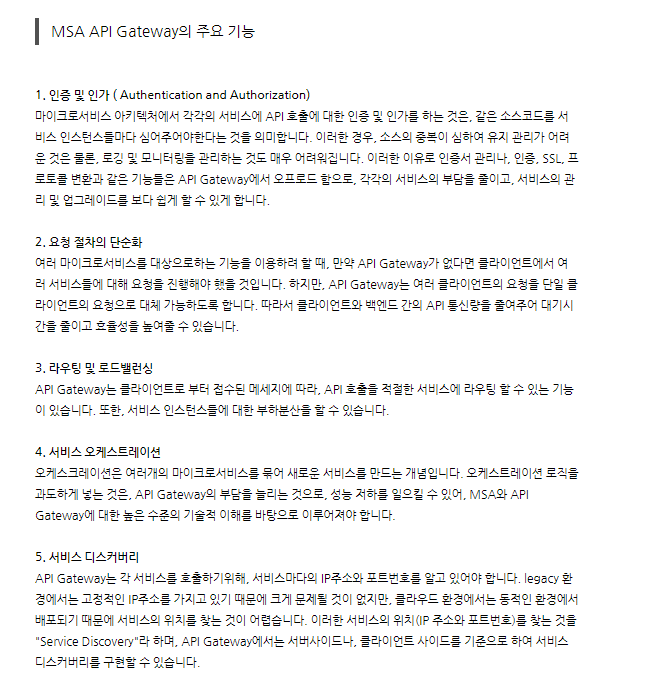 MSA API Gateway의 주요 기능
1. 인증 및 인가 ( Authentication and Authorization)
마이크로서비스 아키텍처에서 각각의 서비스에 API 호출에 대한 인증 및 인가를 하는 것은, 같은 소스코드를 서
비스 인스턴스들마다 심어주어야한다는 것을 의미합니다. 이러한 경우, 소스의 중복이 심하여 유지 관리가 어려
운 것은 물론, 로깅 및 모니터링을 관리하는 것도 매우 어려워집니다. 이러한 이유로 인증서 관리나, 인증, SSL, 프
로토콜 변환과 같은 기능들은 API Gateway에서 오프로드 함으로, 각각의 서비스의 부담을 줄이고, 서비스의 관
리 및 업그레이드를 보다 쉽게 할 수 있게 합니다.
2. 요청 절차의 단순화
여러 마이크로서비스를 대상으로하는 기능을 이용하려 할 때, 만약 API Gateway가 없다면 클라이언트에서 여
러 서비스들에 대해 요청을 진행해야 했을 것입니다. 하지만, API Gateway는 여러 클라이언트의 요청을 단일 클
라이언트의 요청으로 대체 가능하도록 합니다. 따라서 클라이언트와 백엔드 간의 API 통신량을 줄여주어 대기시
간을 줄이고 효율성을 높여줄 수 있습니다.
3. 라우팅 및 로드밸런싱
API Gateway는 클라이언트로 부터 접수된 메세지에 따라, API 호출을 적절한 서비스에 라우팅 할 수 있는 기능
이 있습니다. 또한, 서비스 인스턴스들에 대한 부하분산을 할 수 있습니다.
4. 서비스 오케스트레이션
오케스크레이션은 여러개의 마이크로서비스를 묶어 새로운 서비스를 만드는 개념입니다. 오케스트레이션 로직을
과도하게 넣는 것은, API Gateway의 부담을 늘리는 것으로, 성능 저하를 일으킬 수 있어, MSA와 API
Gateway에 대한 높은 수준의 기술적 이해를 바탕으로 이루어져야 합니다.
5. 서비스 디스커버리
API Gateway는 각 서비스를 호출하기위해, 서비스마다의 IP주소와 포트번호를 알고 있어야 합니다. legacy 환
경에서는 고정적인 IP주소를 가지고 있기 때문에 크게 문제될 것이 없지만, 클라우드 환경에서는 동적인 환경에서
배포되기 때문에 서비스의 위치를 찾는 것이 어렵습니다. 이러한 서비스의 위치(IP 주소와 포트번호)를 찾는 것을
"Service Discovery"라 하며, API Gateway에서는 서버사이드나, 클라이언트 사이드를 기준으로 하여 서비스
디스커버리를 구현할 수 있습니다.